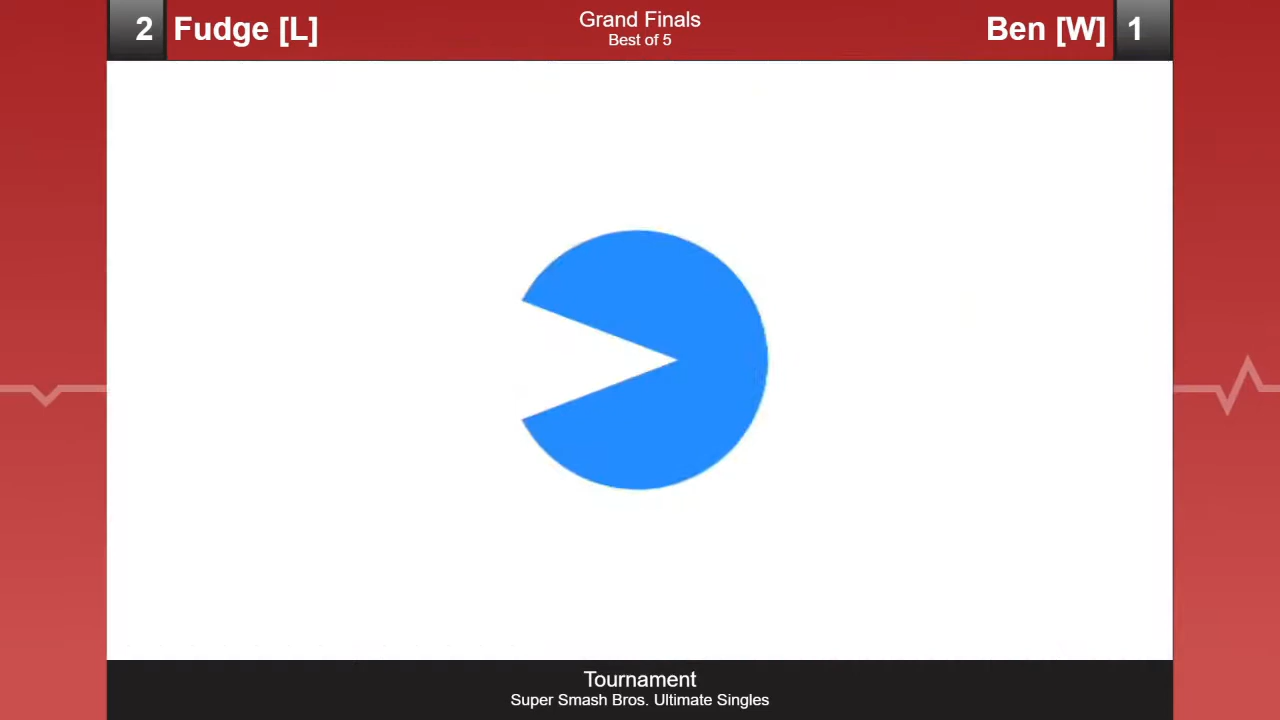 2 Fudge [L]
Grand Finals
Best of 5
Ben [W] 1
Tournament
Super Smash Bros. Ultimate Singles